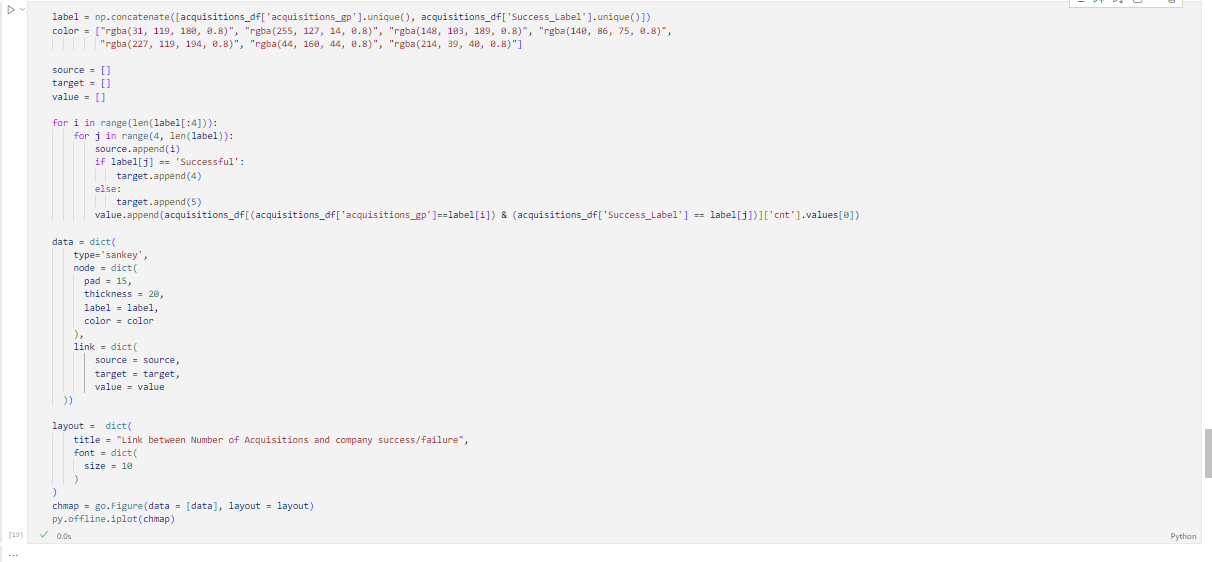 label = np.concatenate([acquisitions_df['acquisitions_gp'].unique(), acquisitions_df['Success_Label'].unique()])
color = ["rgba(31, 119, 180, 0.8)", "rgba(255, 127, 14, 0.8)", "rgba(148, 103, 189, 0.8)", "rgba(140, 86, 75, 0.8)",
"rgba(227, 119, 194, 0.8)", "rgba(44, 160, 44, 0.8)", "rgba(214, 39, 40, 0.8)"]
source = []
target = []
value = []
for i in range(len(label[:4])):
for j in range(4, len(label)):
source.append(i)
if label[j] == 'Successful':
target.append(4)
else:
target.append(5)
value.append(acquisitions_df[(acquisitions_df['acquisitions_gp']==label[i]) & (acquisitions_df['Success_Label'] == label[j])]['cnt'].values[0])
data = dict(
type='sankey',
node = dict(
pad = 15,
thickness = 20,
label = label,
color = color
),
link = dict(
source = source,
target = target,
value = value
))
layout =  dict(
title = "Link between Number of Acquisitions and company success/failure",
font = dict(
size = 10
)
)
chmap = go.Figure(data = [data], layout = layout)
py.offline.iplot(chmap)
[19] 0.0s Python
...